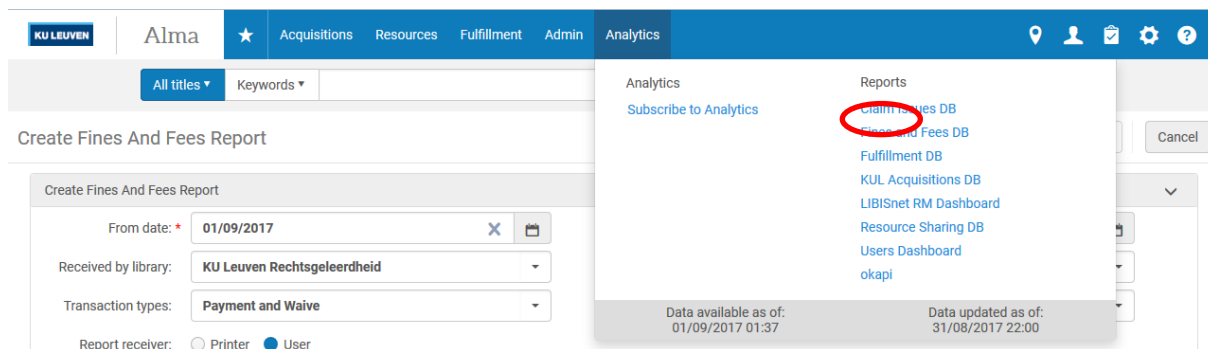 KU LEUVEN Alma Acquisitions Resources Fulfillment Admin Analytics
All titles Keywords
Create Fines And Fees Report
Cancel
Create Fines And Fees Report
From date: * 01/09/2017
Received by library: KU Leuven Rechtsgeleerdheid
Transaction types: Payment and Waive
Report receiver: Printer User
Analytics
Subscribe to Analytics
Reports
Claim Issues DB
Fines and Fees DB
Fulfillment DB
KUL Acquisitions DB
LIBISnet RM Dashboard
Resource Sharing DB
Users Dashboard
okapi
Data available as of:
01/09/2017 01:37
Data updated as of:
31/08/2017 22:00